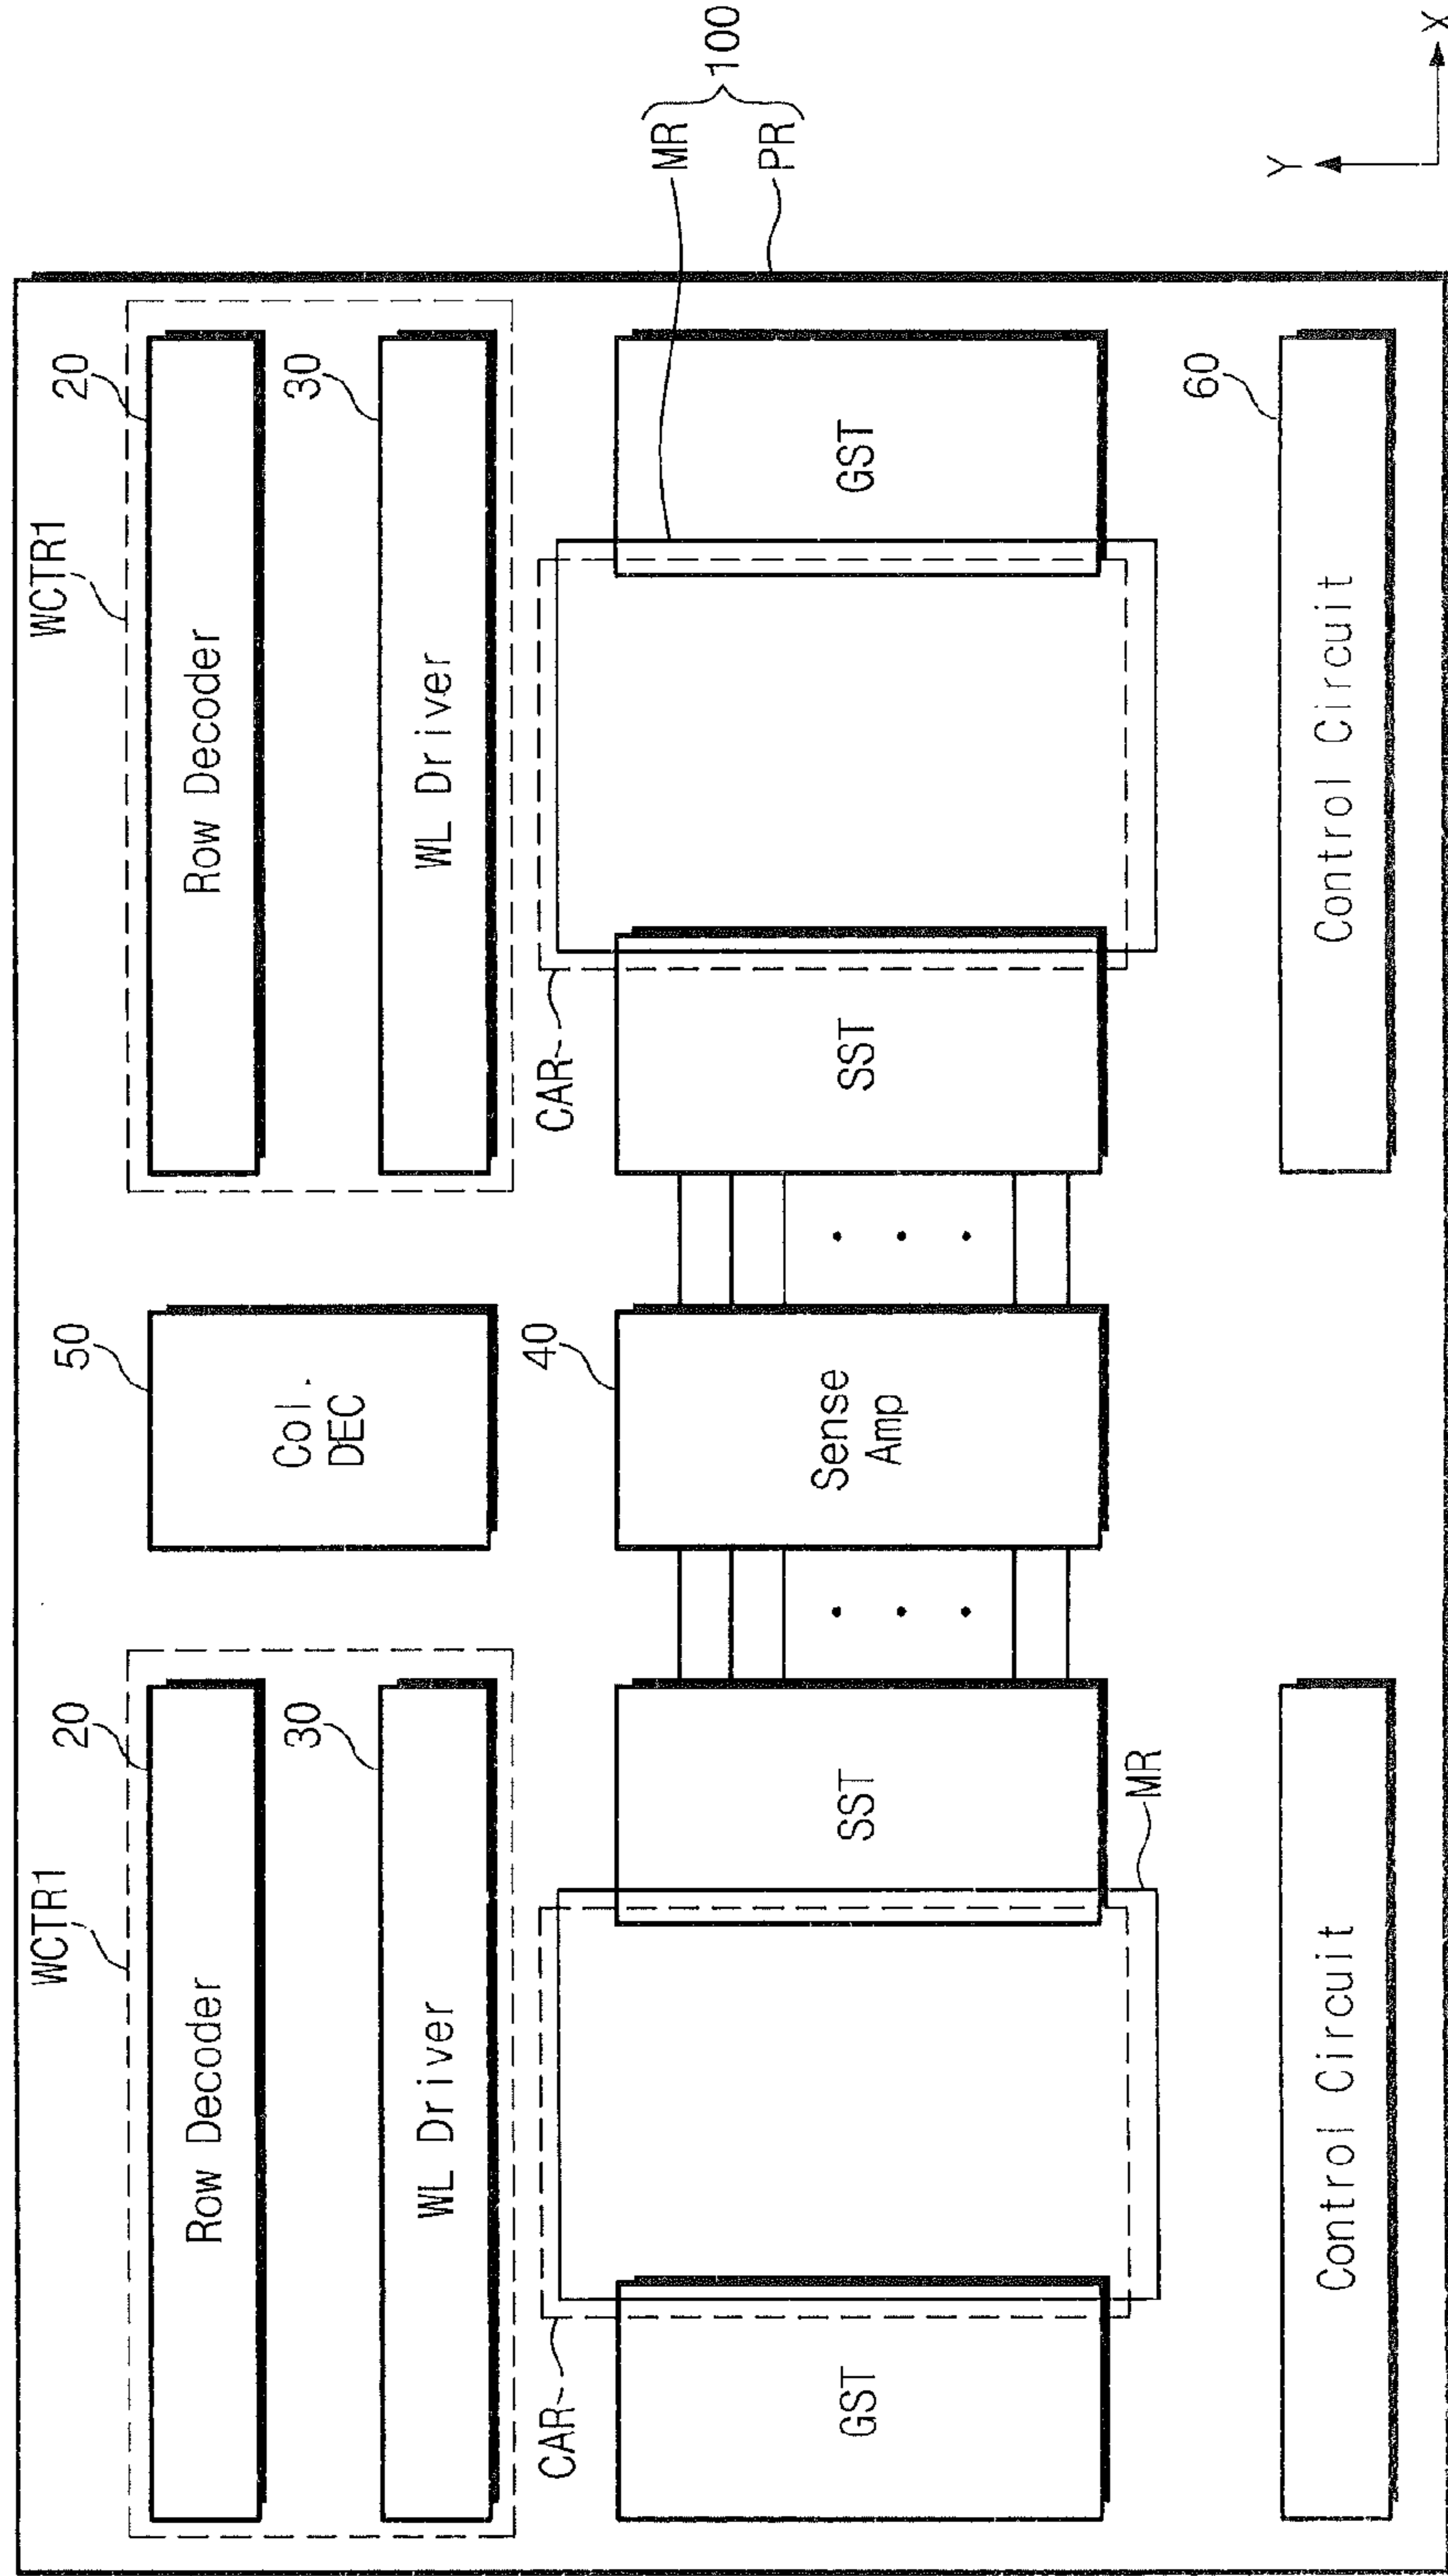 WCTR1
WCTR1
20
50
20
Row Decoder
Col.
DEC
Row Decoder
30
30
WL Driver
WL Driver
CAR
40
CAR
MR
100
PR
GST
SST
Sense
Amp
SST
GST
MR
60
Control Circuit
Control Circuit
Y
X